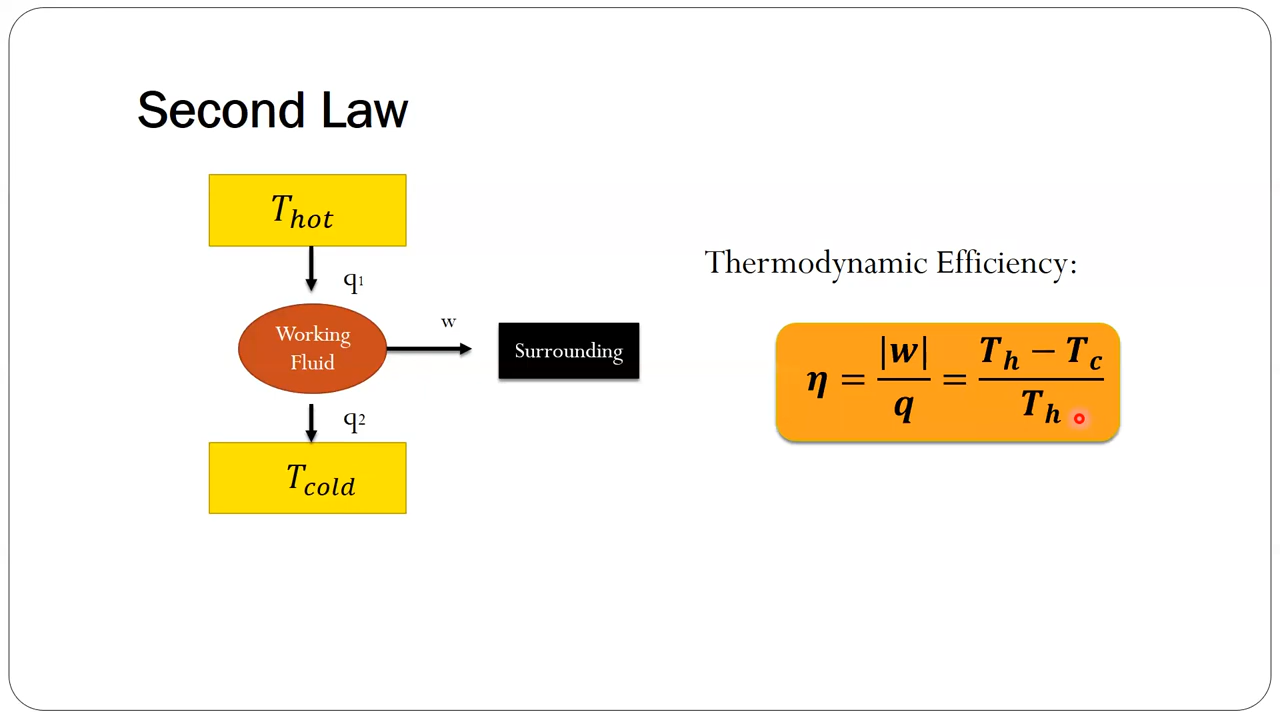 Second Law
T_hot
q1
Working
Fluid
w
Surrounding
q2
T_cold
Thermodynamic Efficiency:
η = |w|/q = (T_h − T_c)/T_h